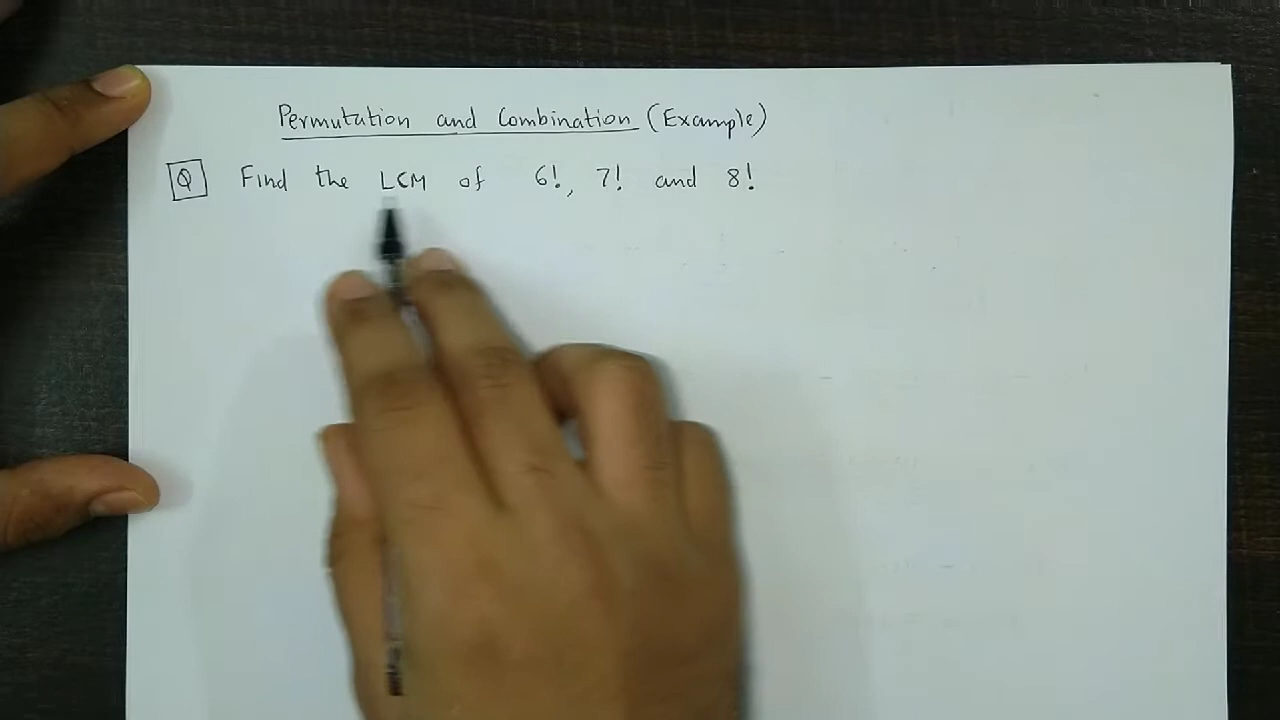 Permutation and Combination (Example)
Q Find the LCM of 6!, 7! and 8!